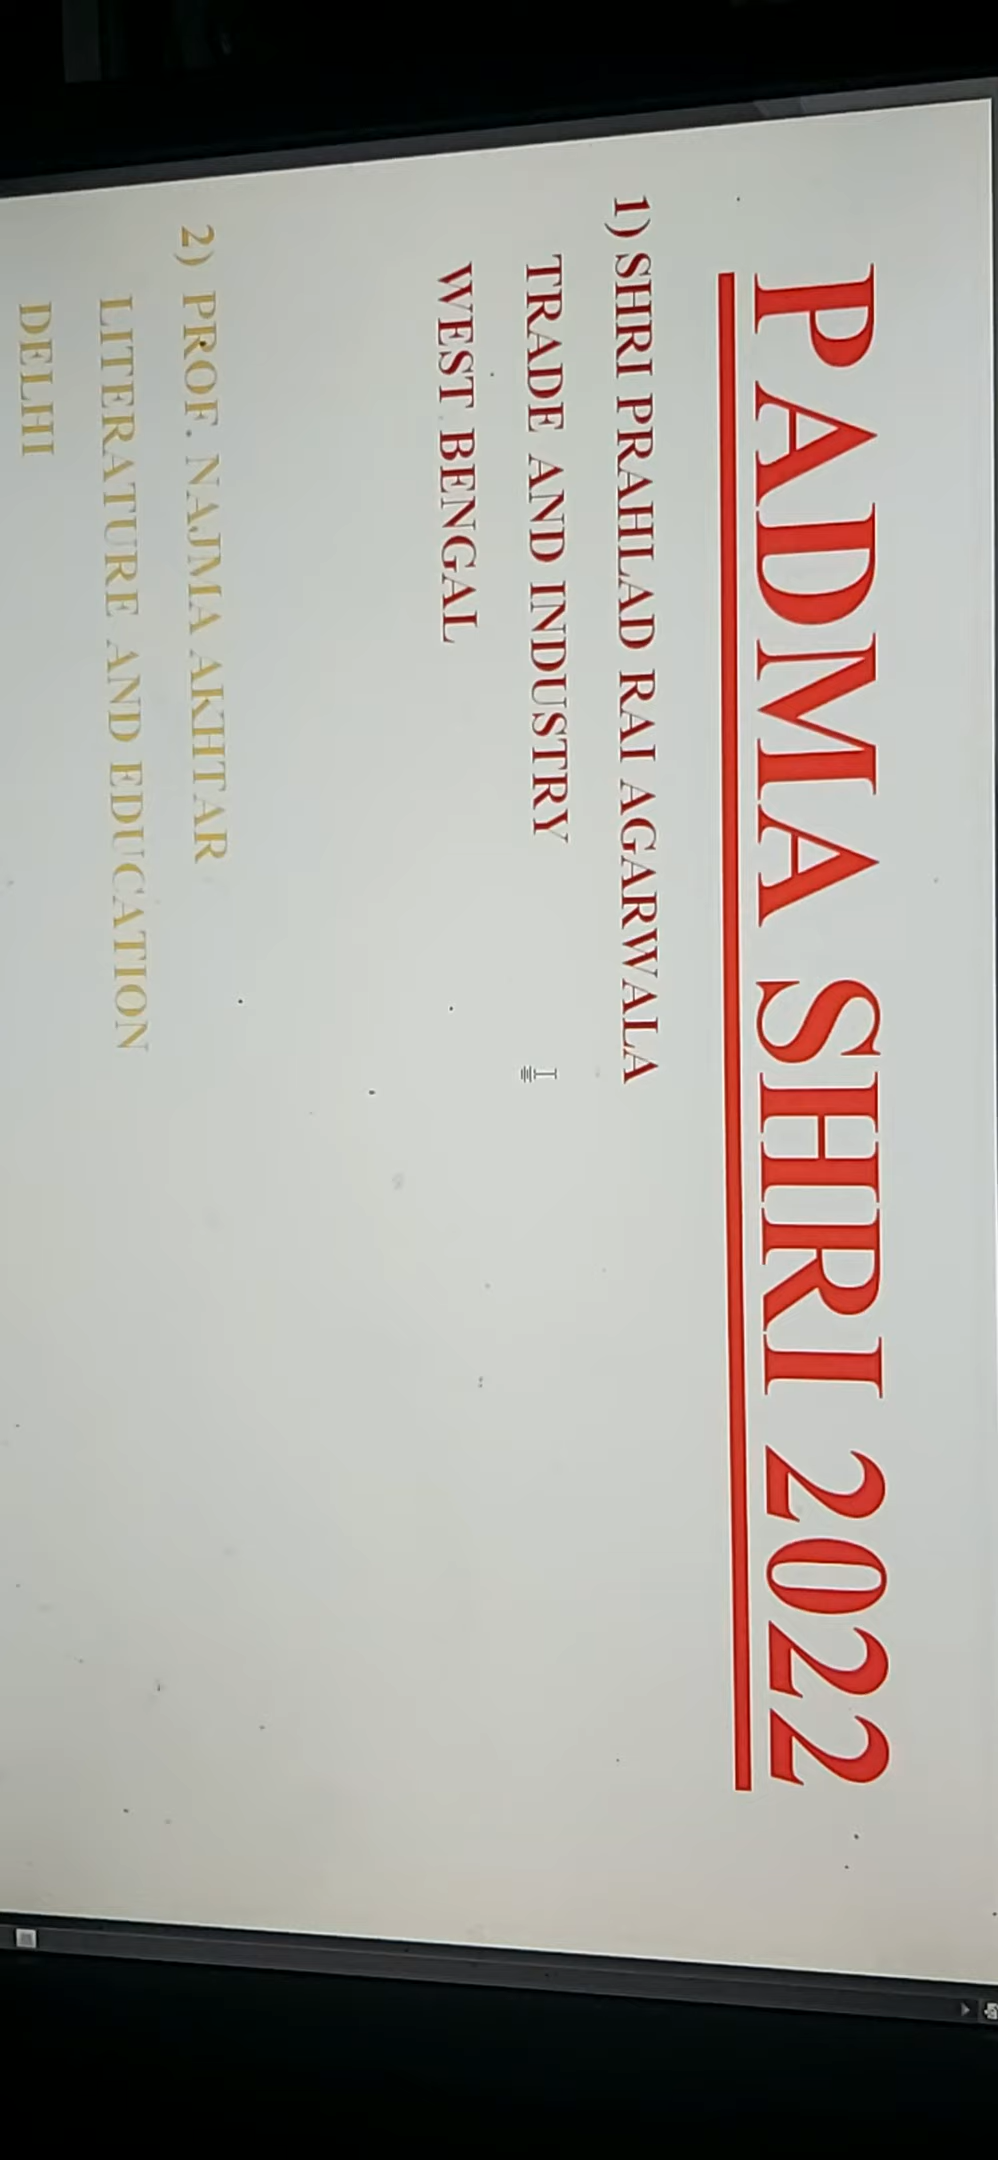 PADMA SHRI 2022
1) SHRI PRAHLAD RAI AGARWALA
TRADE AND INDUSTRY
WEST BENGAL
2) PROF. NAJMA AKHTAR
LITERATURE AND EDUCATION
DELHI